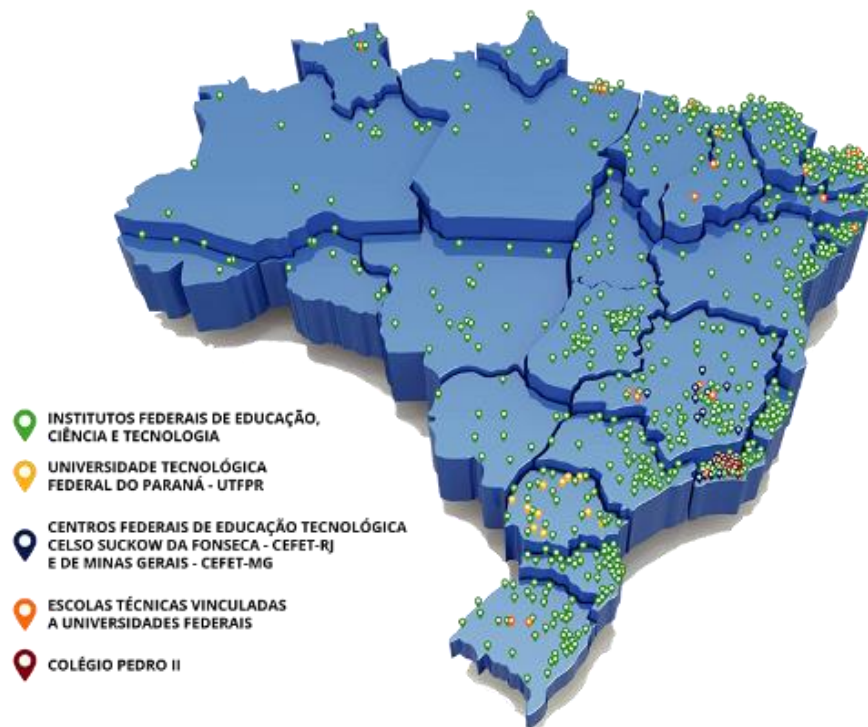 INSTITUTOS FEDERAIS DE EDUCAÇÃO,
CIÊNCIA E TECNOLOGIA
UNIVERSIDADE TECNOLÓGICA
FEDERAL DO PARANÁ - UTFPR
CENTROS FEDERAIS DE EDUCAÇÃO TECNOLÓGICA
CELSO SUCKOW DA FONSECA - CEFET-RJ
E DE MINAS GERAIS - CEFET-MG
ESCOLAS TÉCNICAS VINCULADAS
A UNIVERSIDADES FEDERAIS
COLÉGIO PEDRO II